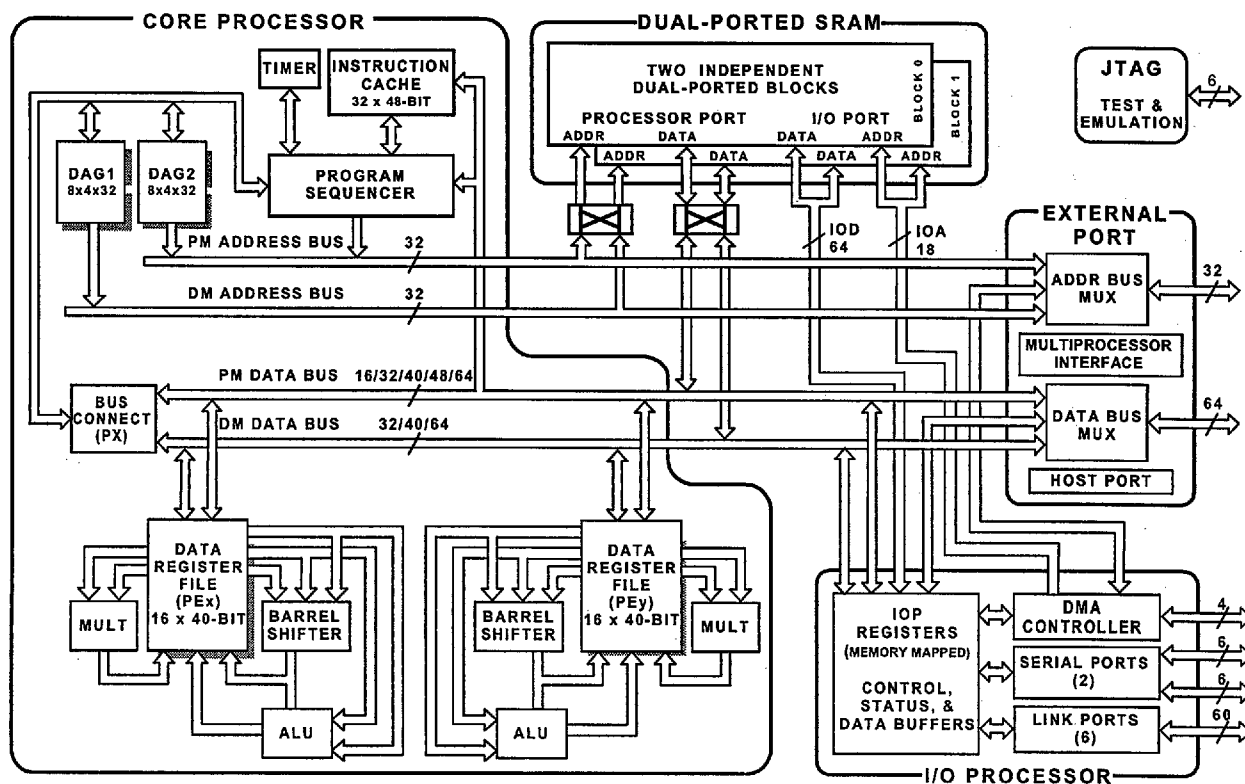 CORE PROCESSOR
TIMER
INSTRUCTION
CACHE
32 x 48-BIT
DAG1
8x4x32
DAG2
8x4x32
PROGRAM
SEQUENCER
PM ADDRESS BUS
32
DM ADDRESS BUS
32
BUS
CONNECT
(PX)
PM DATA BUS
16/32/40/48/64
DM DATA BUS
32/40/64
MULT
DATA
REGISTER
FILE
(PEx)
16 x 40-BIT
BARREL
SHIFTER
ALU
BARREL
SHIFTER
DATA
REGISTER
FILE
(PEy)
16 x 40-BIT
MULT
ALU
DUAL-PORTED SRAM
TWO INDEPENDENT
DUAL-PORTED BLOCKS
BLOCK 0
BLOCK 1
PROCESSOR PORT
I/O PORT
ADDR
DATA
DATA
ADDR
ADDR
DATA
DATA
ADDR
IOD
64
IOA
18
JTAG
TEST &
EMULATION
6
EXTERNAL
PORT
ADDR BUS
MUX
32
MULTIPROCESSOR
INTERFACE
DATA BUS
MUX
64
HOST PORT
IOP
REGISTERS
(MEMORY MAPPED)
CONTROL,
STATUS, &
DATA BUFFERS
DMA
CONTROLLER
4
SERIAL PORTS
(2)
6
6
LINK PORTS
(6)
60
I/O PROCESSOR